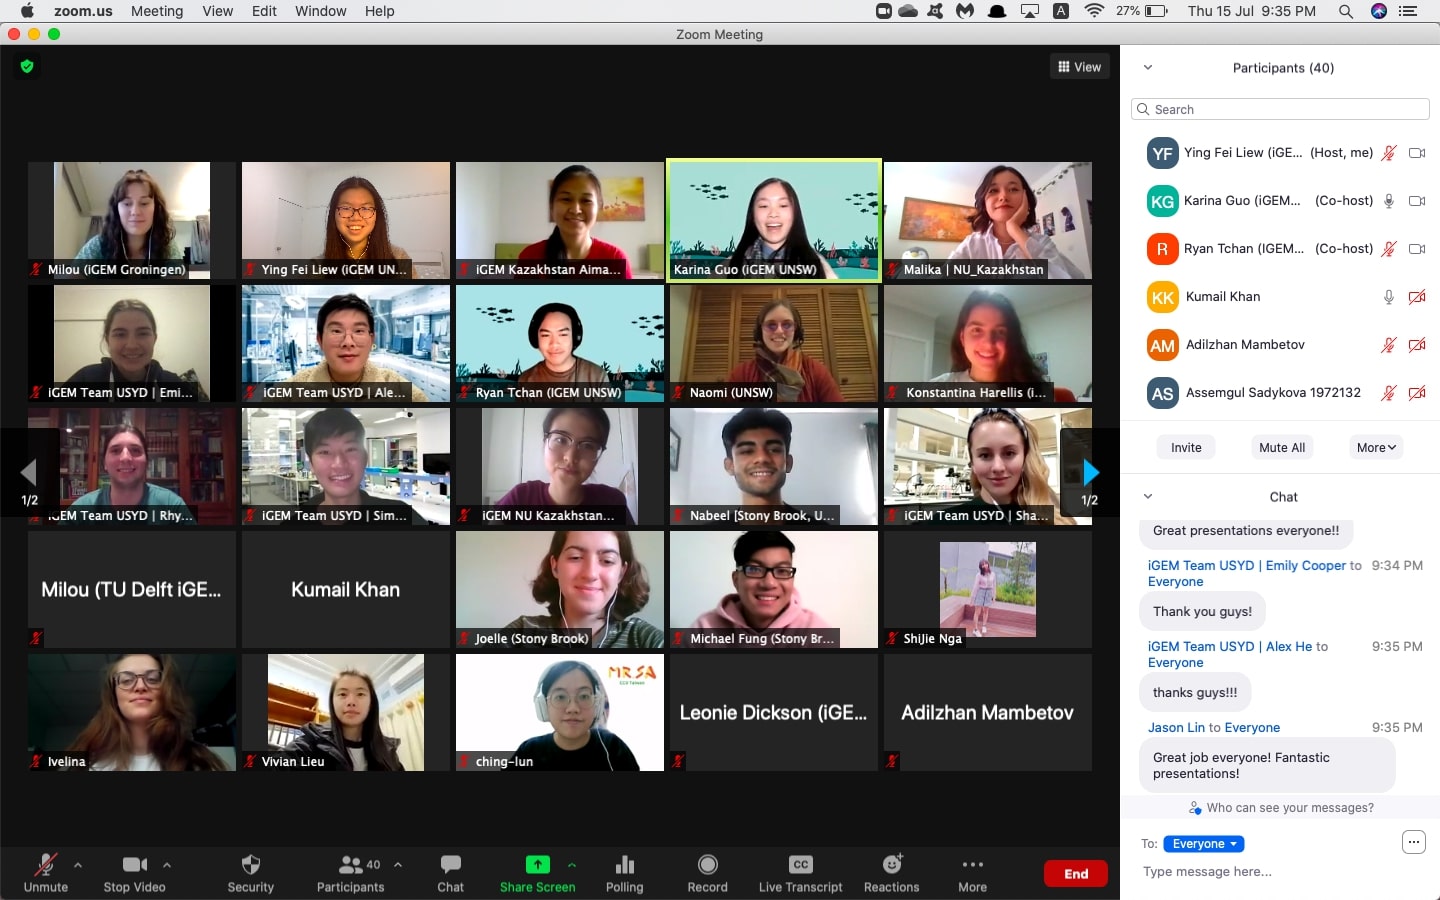 zoom.us Meeting View Edit Window Help 27% Thu 15 Jul 9:35 PM
Zoom Meeting
View
Milou (iGEM Groningen)
Ying Fei Liew (iGEM UN...
iGEM Kazakhstan Aima...
Karina Guo (iGEM UNSW)
Malika | NU_Kazakhstan
iGEM Team USYD | Emi...
iGEM Team USYD | Ale...
Ryan Tchan (IGEM UNSW)
Naomi (UNSW)
Konstantina Harellis (i...
1/2
iGEM Team USYD | Rhy...
iGEM Team USYD | Sim...
iGEM NU Kazakhstan...
Nabeel [Stony Brook, U...
iGEM Team USYD | Sha...
1/2
Milou (TU Delft iGE...
Kumail Khan
Joelle (Stony Brook)
Michael Fung (Stony Br...
ShiJie Nga
Ivelina
Vivian Lieu
MRSA
CCA Taiwan
ching-lun
Leonie Dickson (iGE...
Adilzhan Mambetov
Unmute
Stop Video
Security
40
Participants
Chat
Share Screen
Polling
Record
CC
Live Transcript
Reactions
More
End
Participants (40)
Search
YF Ying Fei Liew (iGE... (Host, me)
KG Karina Guo (iGEM... (Co-host)
R Ryan Tchan (IGEM... (Co-host)
KK Kumail Khan
AM Adilzhan Mambetov
AS Assemgul Sadykova 1972132
Invite Mute All More
Chat
Great presentations everyone!!
iGEM Team USYD | Emily Cooper to 9:34 PM
Everyone
Thank you guys!
iGEM Team USYD | Alex He to 9:35 PM
Everyone
thanks guys!!!
Jason Lin to Everyone 9:35 PM
Great job everyone! Fantastic
presentations!
Who can see your messages?
To: Everyone
Type message here...